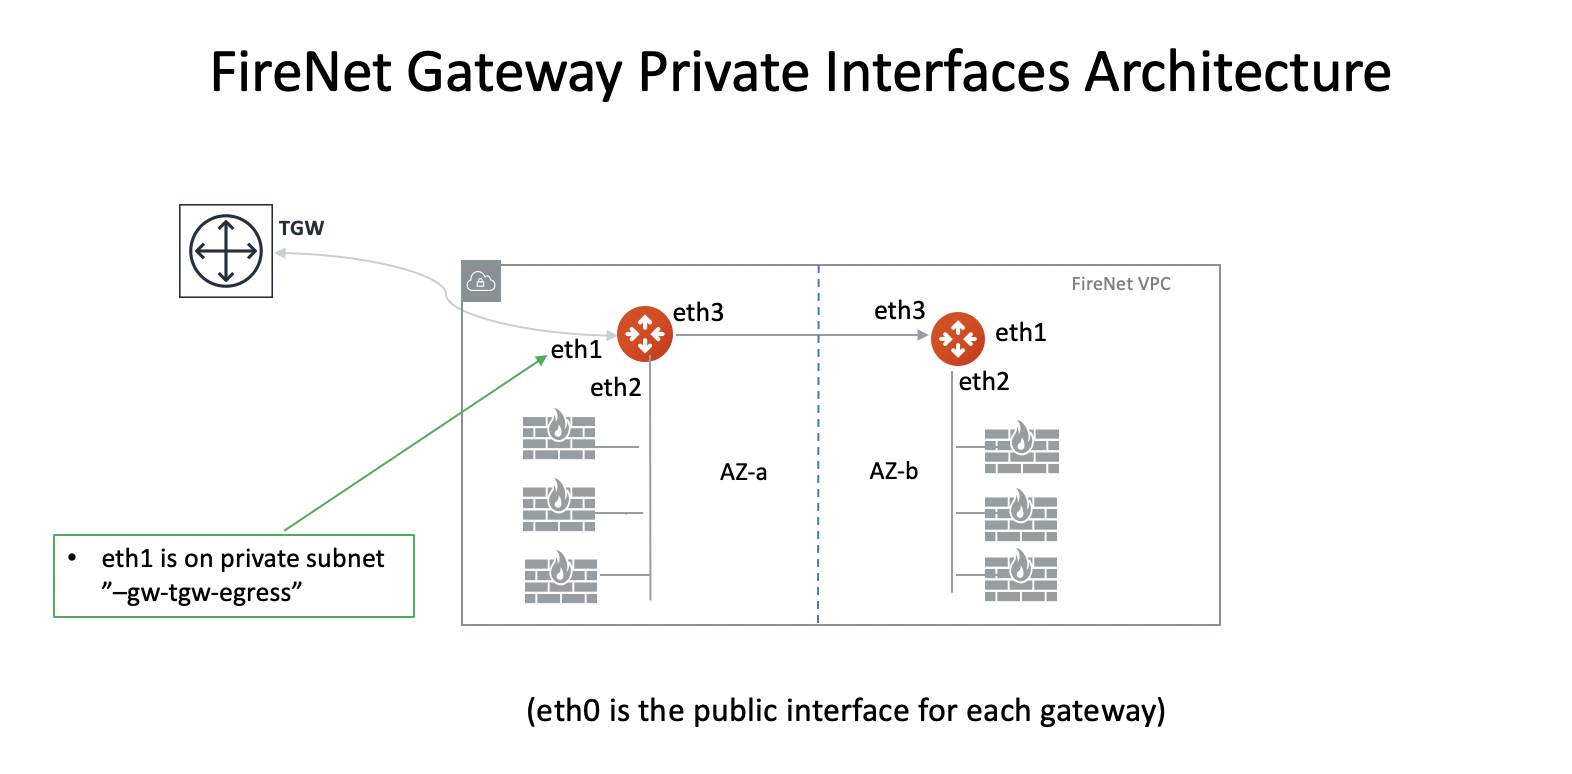 FireNet Gateway Private Interfaces Architecture
TGW
FireNet VPC
eth3
eth3
eth1
eth1
eth2
eth2
AZ-a
AZ-b
• eth1 is on private subnet
”–gw-tgw-egress”
(eth0 is the public interface for each gateway)